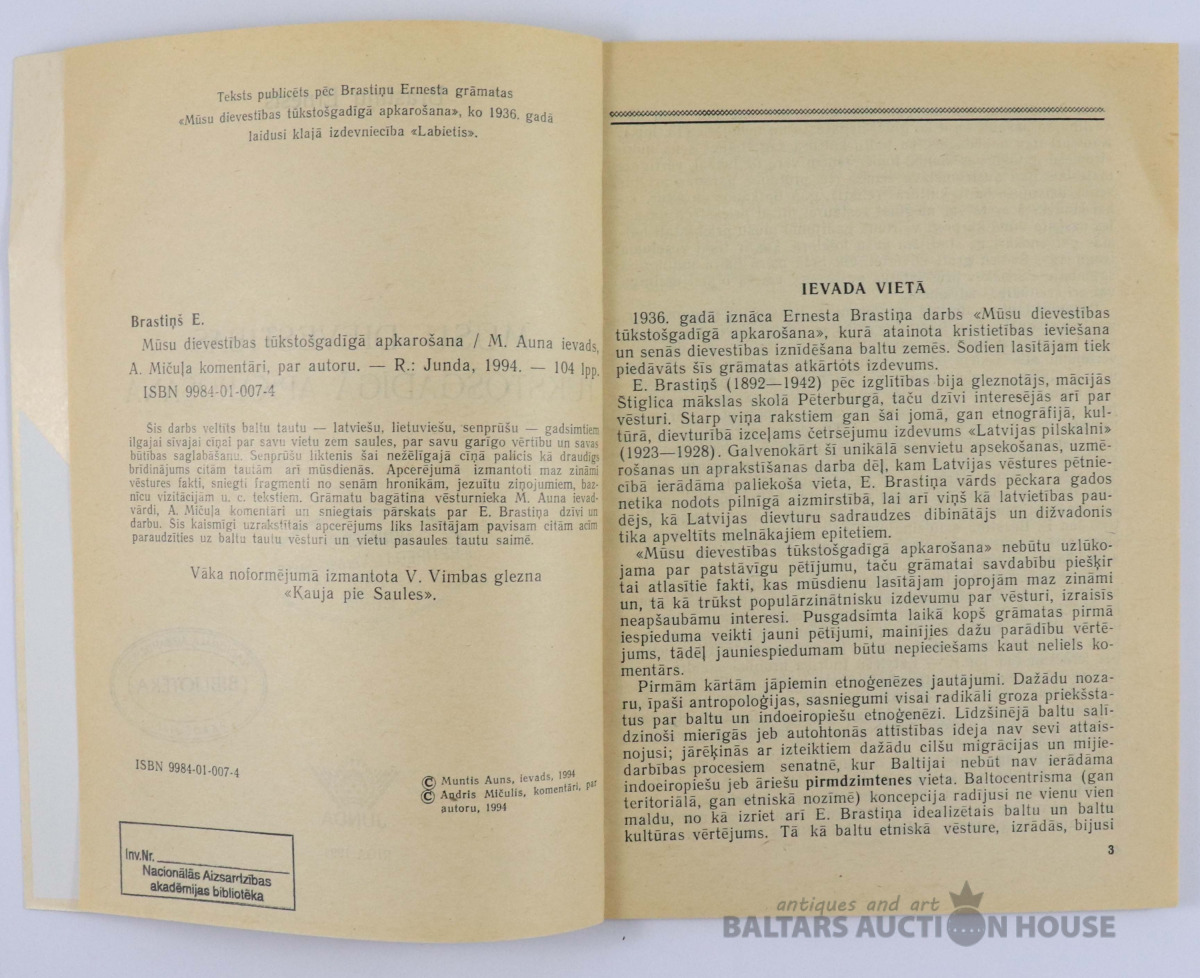 Teksts publicēts pēc Brastiņu Ernesta grāmatas
«Mūsu dievestības tūkstošgadīgā apkarošana», ko 1936. gadā
laidusi klajā izdevniecība «Labietis».
Brastiņš E.
Mūsu dievestības tūkstošgadīgā apkarošana / M. Auna ievads,
A. Mičuļa komentāri, par autoru. — R.: Junda, 1994. — 104 lpp.
ISBN 9984-01-007-4
Šis darbs veltīts baltu tautu — latviešu, lietuviešu, senprūšu — gadsimtiem
ilgajai sīvajai cīņai par savu vietu zem saules, par savu garīgo vērtību un savas
būtības saglabāšanu. Senprūšu liktenis šai nežēlīgajā cīņā palicis kā draudīgs
brīdinājums citām tautām arī mūsdienās. Apcerējumā izmantoti maz zināmi
vēstures fakti, sniegti fragmenti no senām hronikām, jezuītu ziņojumiem, baz-
nīcu vizitācijām u. c. tekstiem. Grāmatu bagātina vēsturnieka M. Auna ievad-
vārdi, A. Mičuļa komentāri un sniegtais pārskats par E. Brastiņa dzīvi un
darbu. Šis kaismīgi uzrakstītais apcerējums liks lasītājam pavisam citām acīm
paraudzīties uz baltu tautu vēsturi un vietu pasaules tautu saimē.
Vāka noformējumā izmantota V. Vimbas glezna
«Kauja pie Saules».
BIBLIOTEKA
ISBN 9984-01-007-4
© Muntis Auns, ievads, 1994
© Andris Mičulis, komentāri, par
autoru, 1994
Inv.Nr.
Nacionālās Aizsardzības
akadēmijas bibliotēka
IEVADA VIETĀ
1936. gadā iznāca Ernesta Brastiņa darbs «Mūsu dievestības
tūkstošgadīgā apkarošana», kurā atainota kristietības ieviešana
un senās dievestības iznīdēšana baltu zemēs. Šodien lasītājam tiek
piedāvāts šīs grāmatas atkārtots izdevums.
E. Brastiņš (1892—1942) pēc izglītības bija gleznotājs, mācījās
Štiglica mākslas skolā Pēterburgā, taču dzīvi interesējās arī par
vēsturi. Starp viņa rakstiem gan šai jomā, gan etnogrāfijā, kul-
tūrā, dievturībā izceļams četrsējumu izdevums «Latvijas pilskalni»
(1923—1928). Galvenokārt šī unikālā senvietu apsekošanas, uzmē-
rošanas un aprakstīšanas darba dēļ, kam Latvijas vēstures pētnie-
cībā ierādāma paliekoša vieta, E. Brastiņa vārds pēckara gados
netika nodots pilnīgā aizmirstībā, lai arī viņš kā latvietības pau-
dējs, kā Latvijas dievturu sadraudzes dibinātājs un dižvadonis
tika apveltīts melnākajiem epitetiem.
«Mūsu dievestības tūkstošgadīgā apkarošana» nebūtu uzlūko-
jama par patstāvīgu pētījumu, taču grāmatai savdabību piešķir
tai atlasītie fakti, kas mūsdienu lasītājam joprojām maz zināmi
un, tā kā trūkst populārzinātnisku izdevumu par vēsturi, izraisīs
neapšaubāmu interesi. Pusgadsimta laikā kopš grāmatas pirmā
iespieduma veikti jauni pētījumi, mainījies dažu parādību vērtē-
jums, tādēļ jauniespiedumam būtu nepieciešams kaut neliels ko-
mentārs.
Pirmām kārtām jāpiemin etnoģenēzes jautājumi. Dažādu noza-
ru, īpaši antropoloģijas, sasniegumi visai radikāli groza priekšsta-
tus par baltu un indoeiropiešu etnoģenēzi. Līdzšinējā baltu salī-
dzinoši mierīgās jeb autohtonās attīstības ideja nav sevi attais-
nojusi; jārēķinās ar izteiktiem dažādu cilšu migrācijas un mijie-
darbības procesiem senatnē, kur Baltijai nebūt nav ierādāma
indoeiropiešu jeb āriešu pirmdzimtenes vieta. Baltocentrisma (gan
teritoriālā, gan etniskā nozīmē) koncepcija radījusi ne vienu vien
maldu, no kā izriet arī E. Brastiņa idealizētais baltu un baltu
kultūras vērtējums. Tā kā baltu etniskā vēsture, izrādās, bijusi
3
antiques and art
BALTARS AUCTION HOUSE